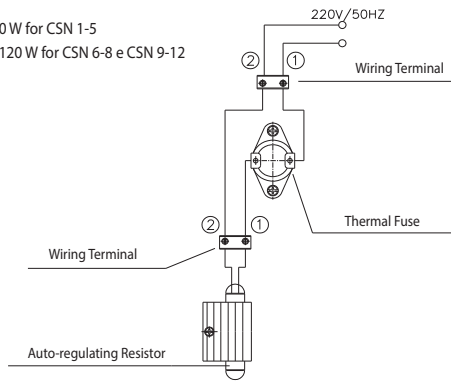 220V/50HZ
0 W for CSN 1-5
120 W for CSN 6-8 e CSN 9-12
② ①
Wiring Terminal
Thermal Fuse
② ①
Wiring Terminal
Auto-regulating Resistor